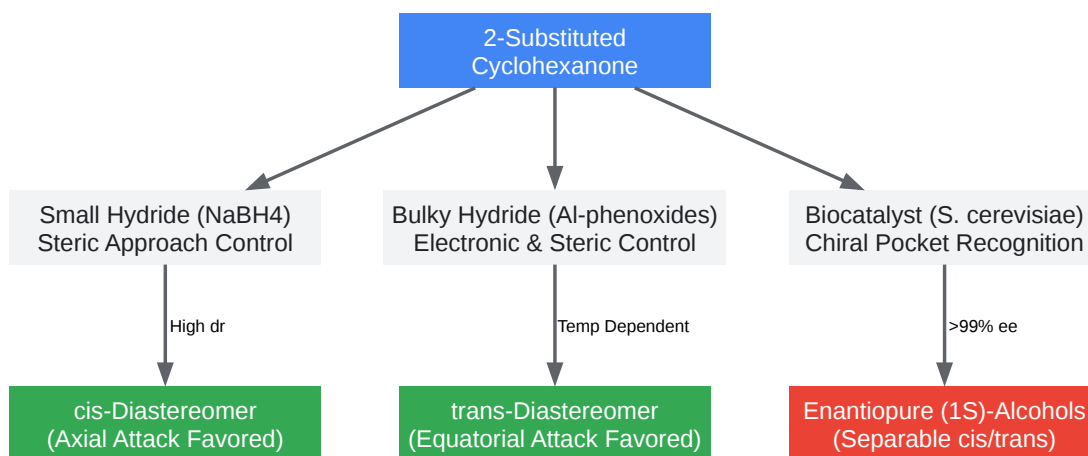 2-Substituted
Cyclohexanone
Small Hydride (NaBH4)
Steric Approach Control
Bulky Hydride (Al-phenoxides)
Electronic & Steric Control
Biocatalyst (S. cerevisiae)
Chiral Pocket Recognition
High dr
Temp Dependent
>99% ee
cis-Diastereomer
(Axial Attack Favored)
trans-Diastereomer
(Equatorial Attack Favored)
Enantiopure (1S)-Alcohols
(Separable cis/trans)